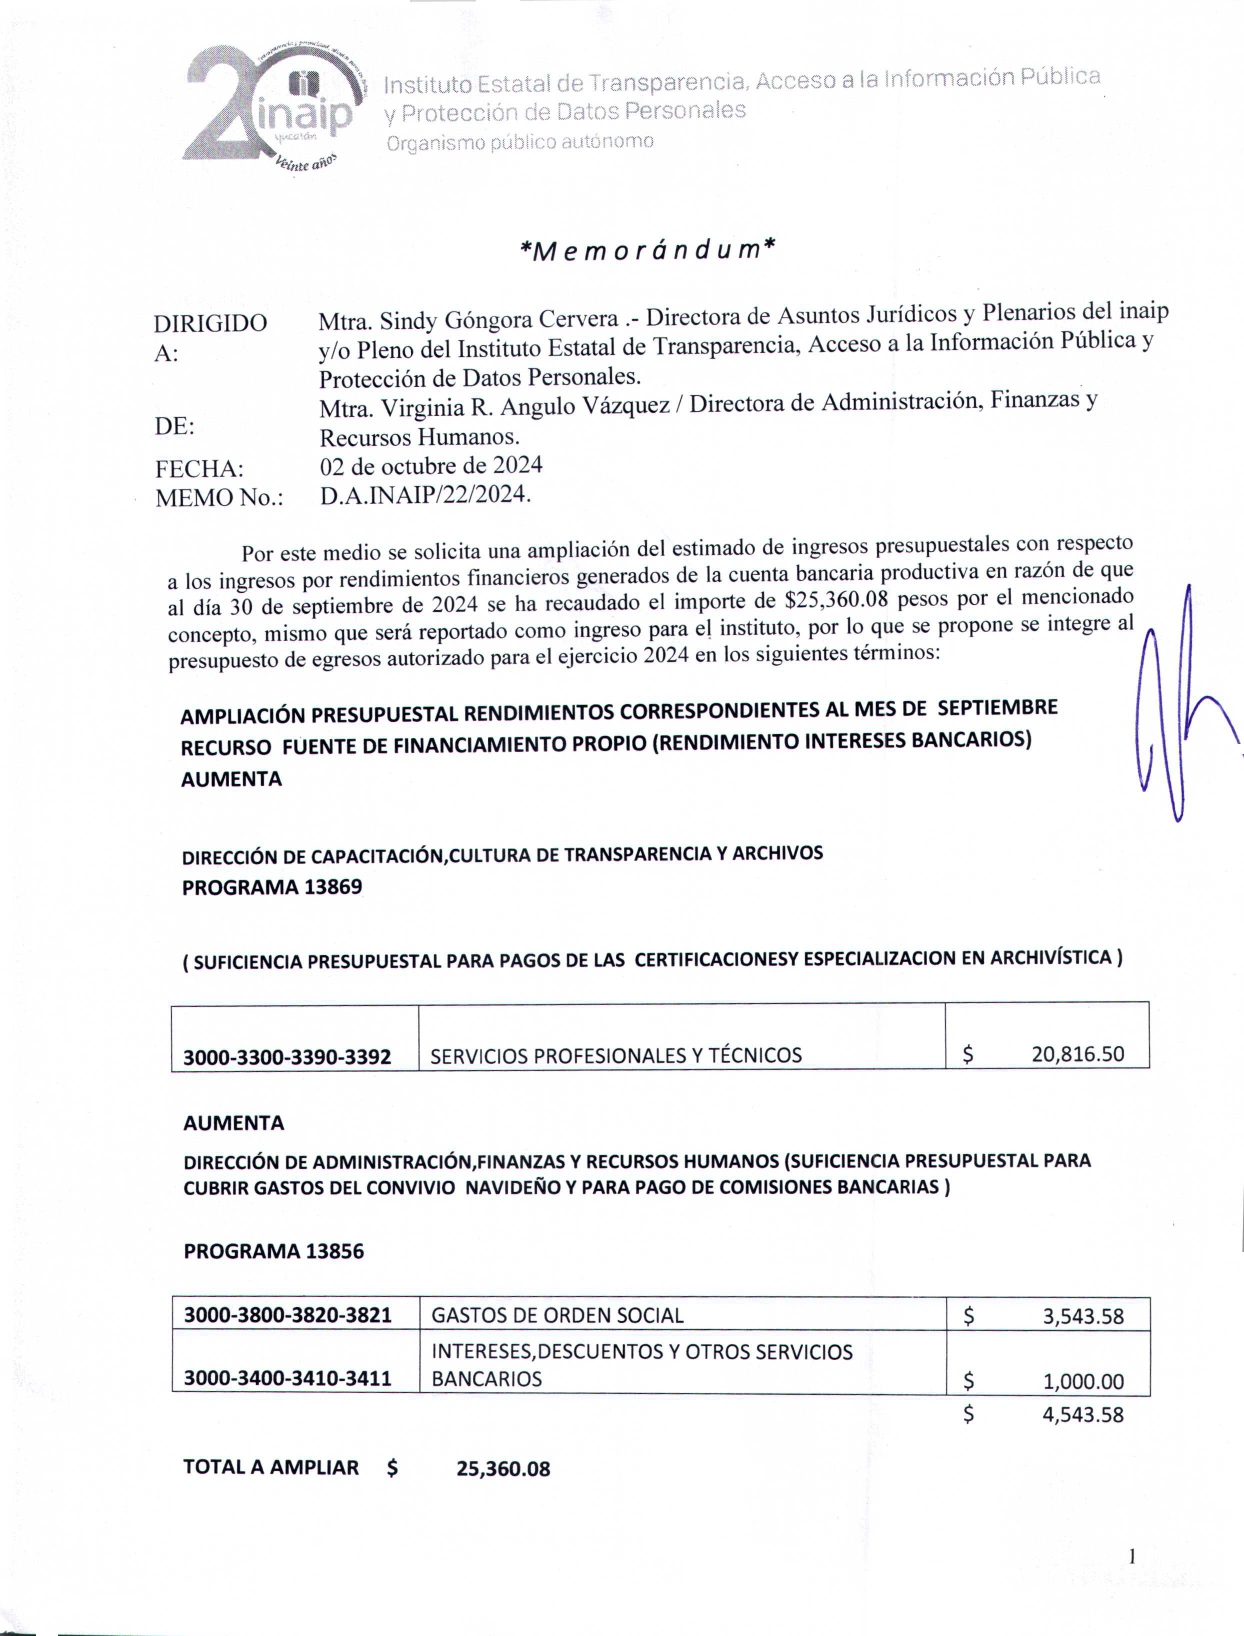 20
inaip
yucatán
Veinte años
Instituto Estatal de Transparencia, Acceso a la Información Pública
y Protección de Datos Personales
Organismo público autónomo
*Memorándum*
DIRIGIDO A: Mtra. Sindy Góngora Cervera .- Directora de Asuntos Jurídicos y Plenarios del inaip
y/o Pleno del Instituto Estatal de Transparencia, Acceso a la Información Pública y
Protección de Datos Personales.
DE: Mtra. Virginia R. Angulo Vázquez / Directora de Administración, Finanzas y
Recursos Humanos.
FECHA: 02 de octubre de 2024
MEMO No.: D.A.INAIP/22/2024.
Por este medio se solicita una ampliación del estimado de ingresos presupuestales con respecto
a los ingresos por rendimientos financieros generados de la cuenta bancaria productiva en razón de que
al día 30 de septiembre de 2024 se ha recaudado el importe de $25,360.08 pesos por el mencionado
concepto, mismo que será reportado como ingreso para el instituto, por lo que se propone se integre al
presupuesto de egresos autorizado para el ejercicio 2024 en los siguientes términos:
AMPLIACIÓN PRESUPUESTAL RENDIMIENTOS CORRESPONDIENTES AL MES DE SEPTIEMBRE
RECURSO FUENTE DE FINANCIAMIENTO PROPIO (RENDIMIENTO INTERESES BANCARIOS)
AUMENTA
DIRECCIÓN DE CAPACITACIÓN,CULTURA DE TRANSPARENCIA Y ARCHIVOS
PROGRAMA 13869
( SUFICIENCIA PRESUPUESTAL PARA PAGOS DE LAS CERTIFICACIONESY ESPECIALIZACION EN ARCHIVÍSTICA )
3000-3300-3390-3392 SERVICIOS PROFESIONALES Y TÉCNICOS $ 20,816.50
AUMENTA
DIRECCIÓN DE ADMINISTRACIÓN,FINANZAS Y RECURSOS HUMANOS (SUFICIENCIA PRESUPUESTAL PARA
CUBRIR GASTOS DEL CONVIVIO NAVIDEÑO Y PARA PAGO DE COMISIONES BANCARIAS )
PROGRAMA 13856
3000-3800-3820-3821 GASTOS DE ORDEN SOCIAL $ 3,543.58
INTERESES,DESCUENTOS Y OTROS SERVICIOS
3000-3400-3410-3411 BANCARIOS $ 1,000.00
$ 4,543.58
TOTAL A AMPLIAR $ 25,360.08
1